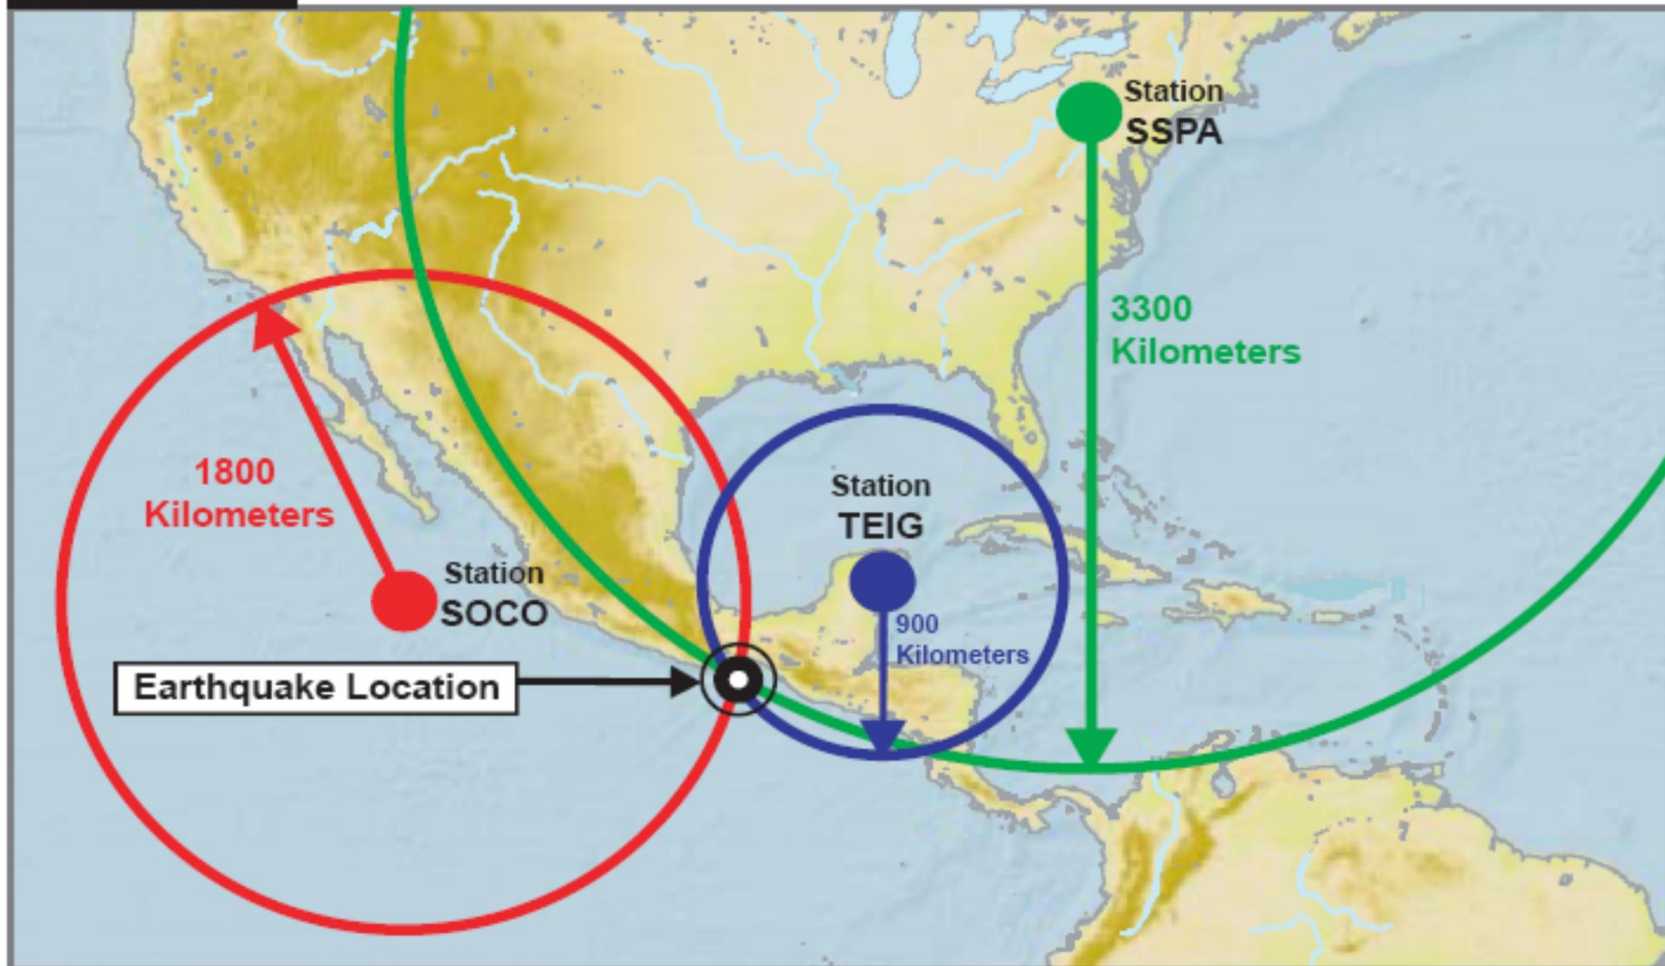 Station
SSPA
3300
Kilometers
1800
Kilometers
Station
TEIG
Station
SOCO
900
Kilometers
Earthquake Location